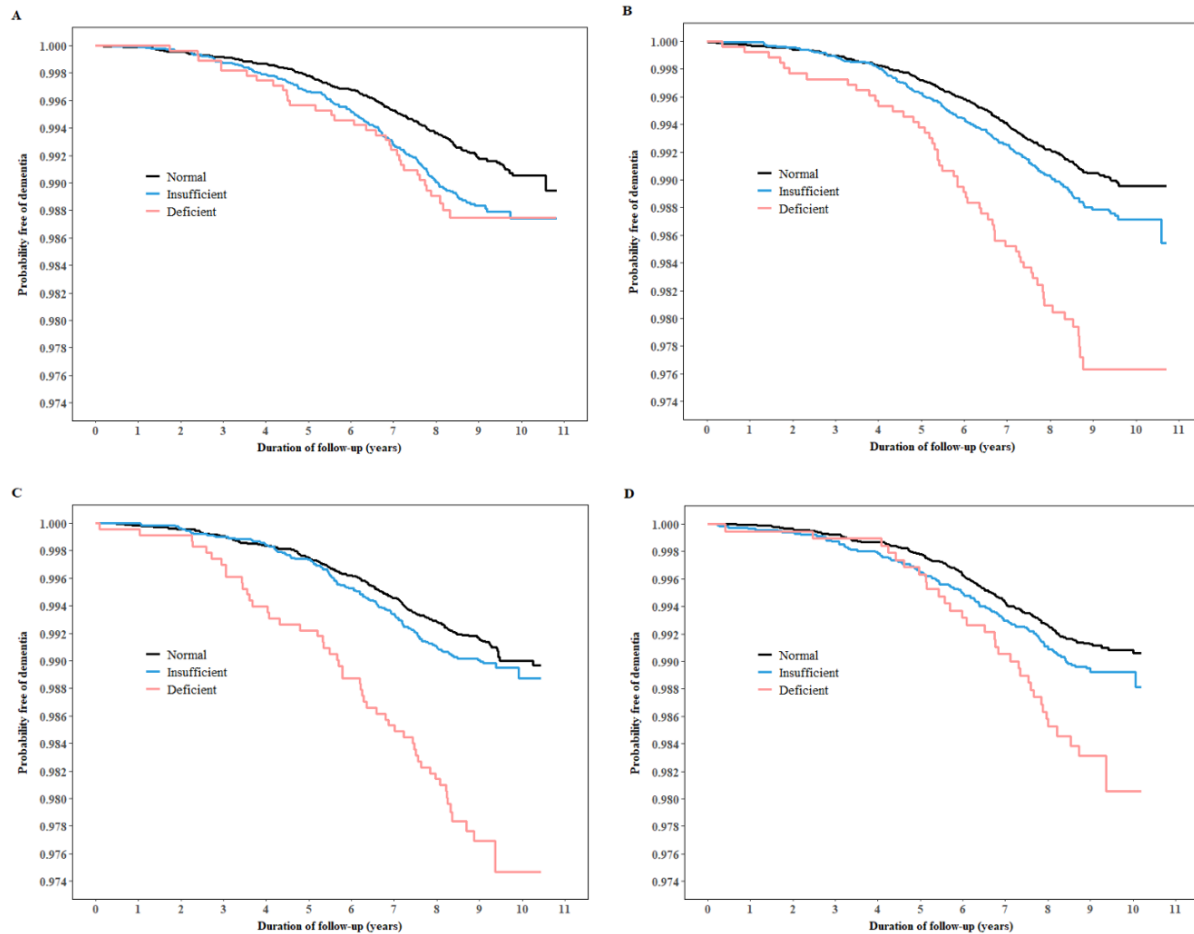 A
Probability free of dementia
1.000
0.998
0.996
0.994
0.992
0.990
0.988
0.986
0.984
0.982
0.980
0.978
0.976
0.974
Normal
Insufficient
Deficient
0 1 2 3 4 5 6 7 8 9 10 11
Duration of follow-up (years)
B
Probability free of dementia
1.000
0.998
0.996
0.994
0.992
0.990
0.988
0.986
0.984
0.982
0.980
0.978
0.976
0.974
Normal
Insufficient
Deficient
0 1 2 3 4 5 6 7 8 9 10 11
Duration of follow-up (years)
C
Probability free of dementia
1.000
0.998
0.996
0.994
0.992
0.990
0.988
0.986
0.984
0.982
0.980
0.978
0.976
0.974
Normal
Insufficient
Deficient
0 1 2 3 4 5 6 7 8 9 10 11
Duration of follow-up (years)
D
Probability free of dementia
1.000
0.998
0.996
0.994
0.992
0.990
0.988
0.986
0.984
0.982
0.980
0.978
0.976
0.974
Normal
Insufficient
Deficient
0 1 2 3 4 5 6 7 8 9 10 11
Duration of follow-up (years)